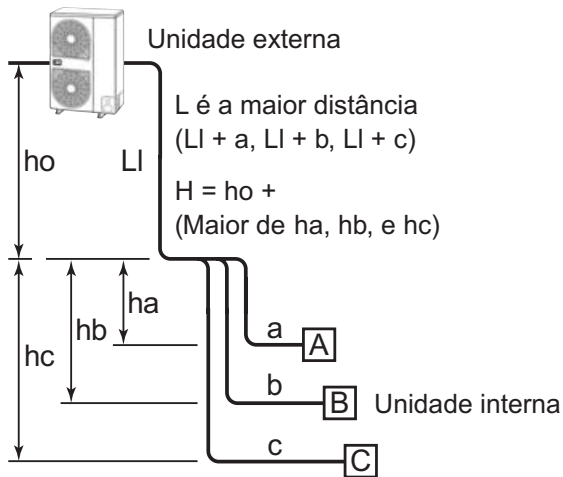 Unidade externa
L é a maior distância
(Ll + a, Ll + b, Ll + c)
ho
Ll
H = ho +
(Maior de ha, hb, e hc)
ha
hb
hc
a
A
b
B
Unidade interna
c
C